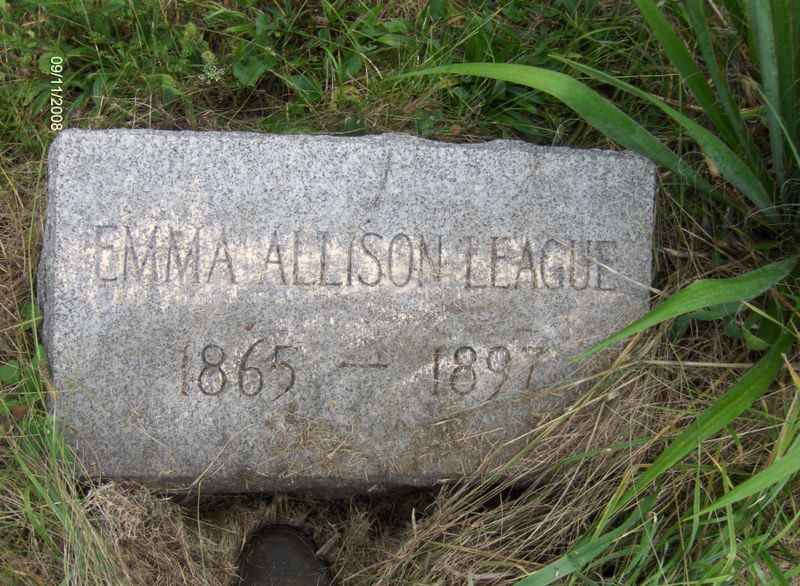 09/11/2008
EMMA ALLISON LEAGUE
1865 — 1897